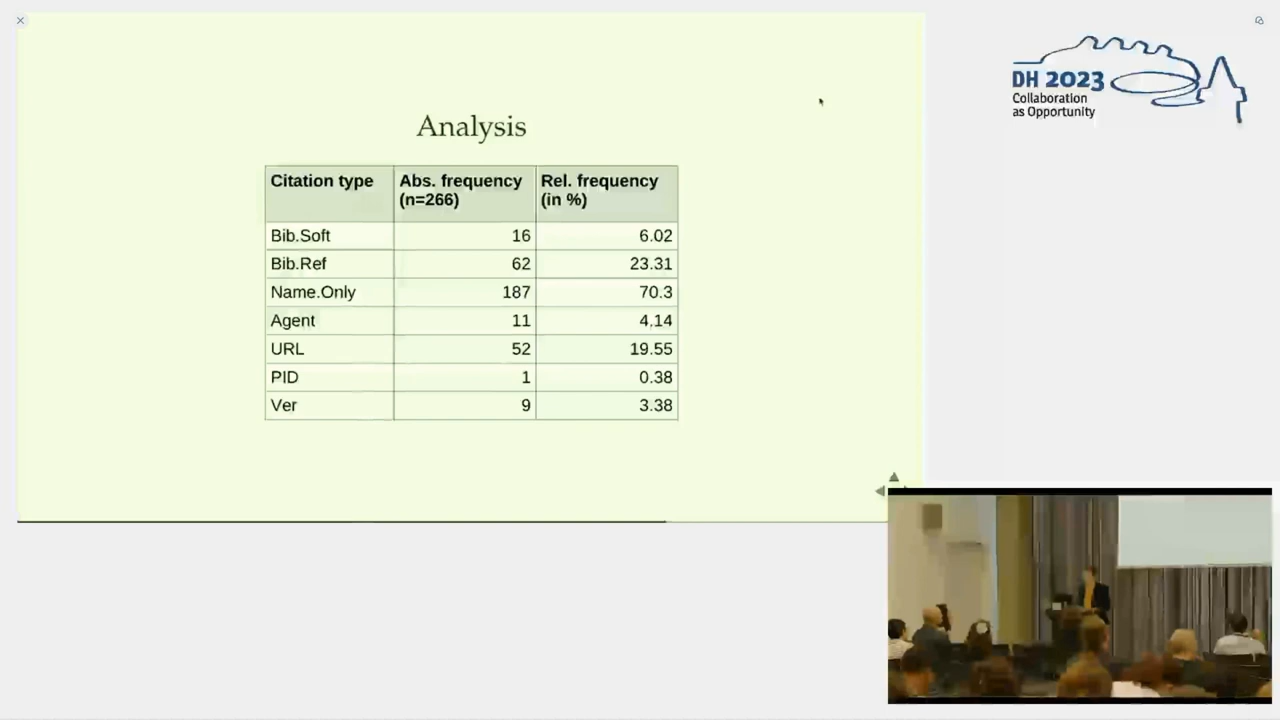 Analysis
Citation type Abs. frequency (n=266) Rel. frequency (in %)
Bib.Soft 16 6.02
Bib.Ref 62 23.31
Name.Only 187 70.3
Agent 11 4.14
URL 52 19.55
PID 1 0.38
Ver 9 3.38
DH 2023
Collaboration
as Opportunity